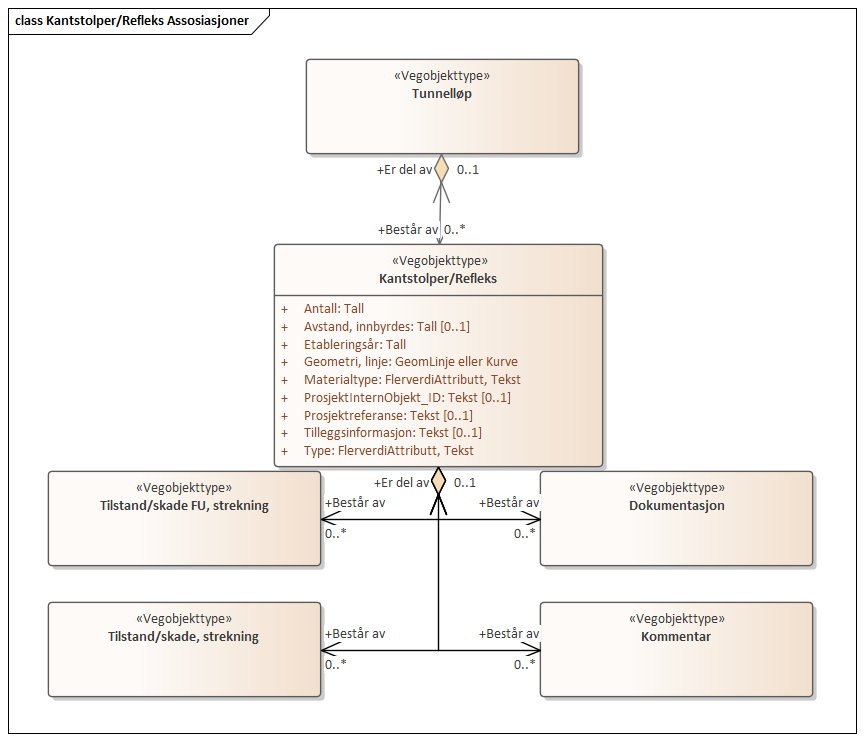 class Kantstolper/Refleks Assosiasjoner
«Vegobjekttype»
Tunnelløp
+Er del av 0..1
+Består av 0..*
«Vegobjekttype»
Kantstolper/Refleks
+ Antall: Tall
+ Avstand, innbyrdes: Tall [0..1]
+ Etableringsår: Tall
+ Geometri, linje: GeomLinje eller Kurve
+ Materialtype: FlerverdiAttributt, Tekst
+ ProsjektInternObjekt_ID: Tekst [0..1]
+ Prosjektreferanse: Tekst [0..1]
+ Tilleggsinformasjon: Tekst [0..1]
+ Type: FlerverdiAttributt, Tekst
+Er del av 0..1
«Vegobjekttype»
Tilstand/skade FU, strekning
+Består av
0..*
+Består av
0..*
«Vegobjekttype»
Dokumentasjon
«Vegobjekttype»
Tilstand/skade, strekning
+Består av
0..*
+Består av
0..*
«Vegobjekttype»
Kommentar